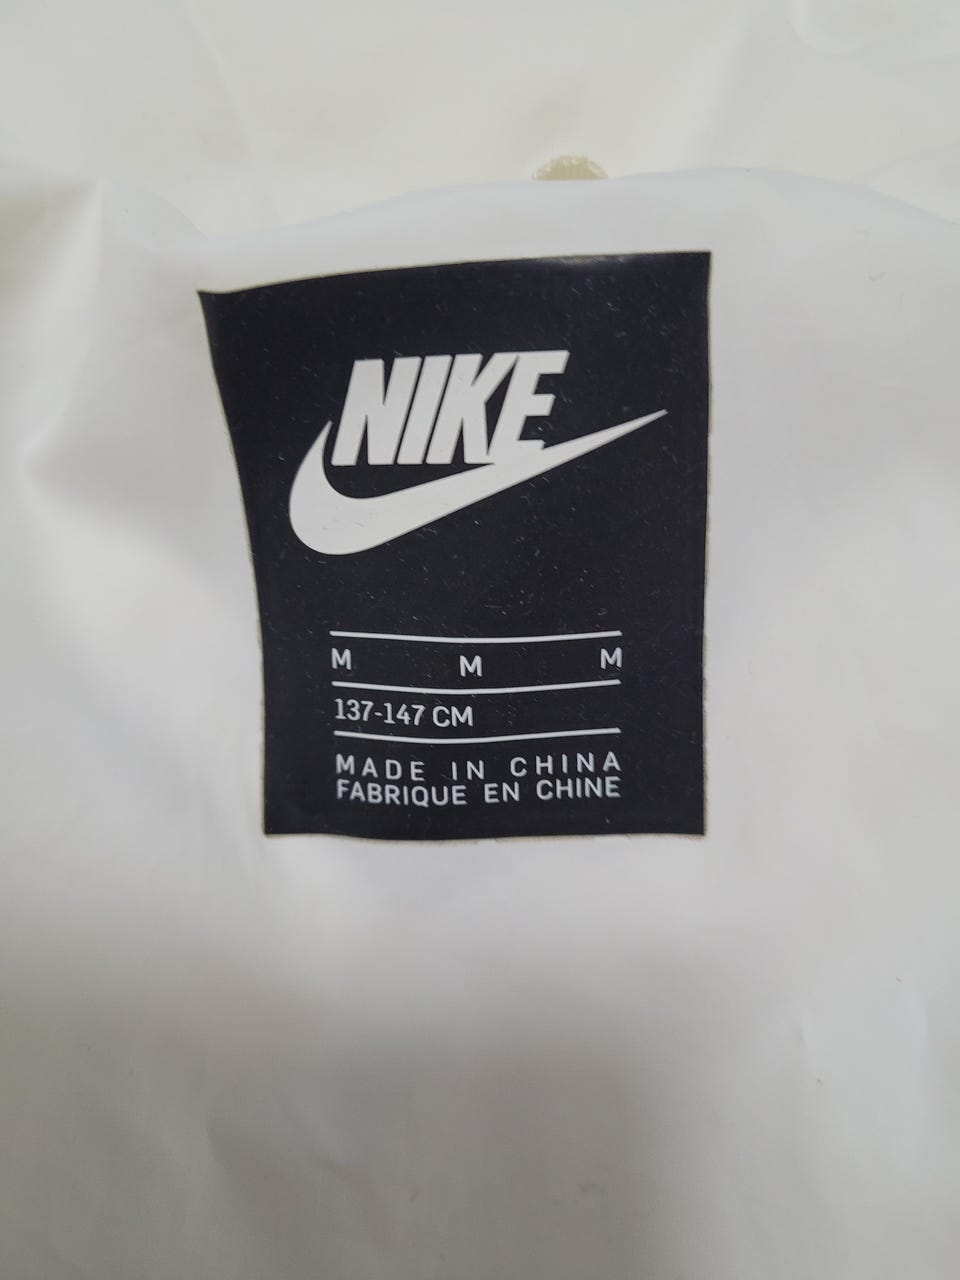 NIKE
M M M
137-147 CM
MADE IN CHINA
FABRIQUE EN CHINE